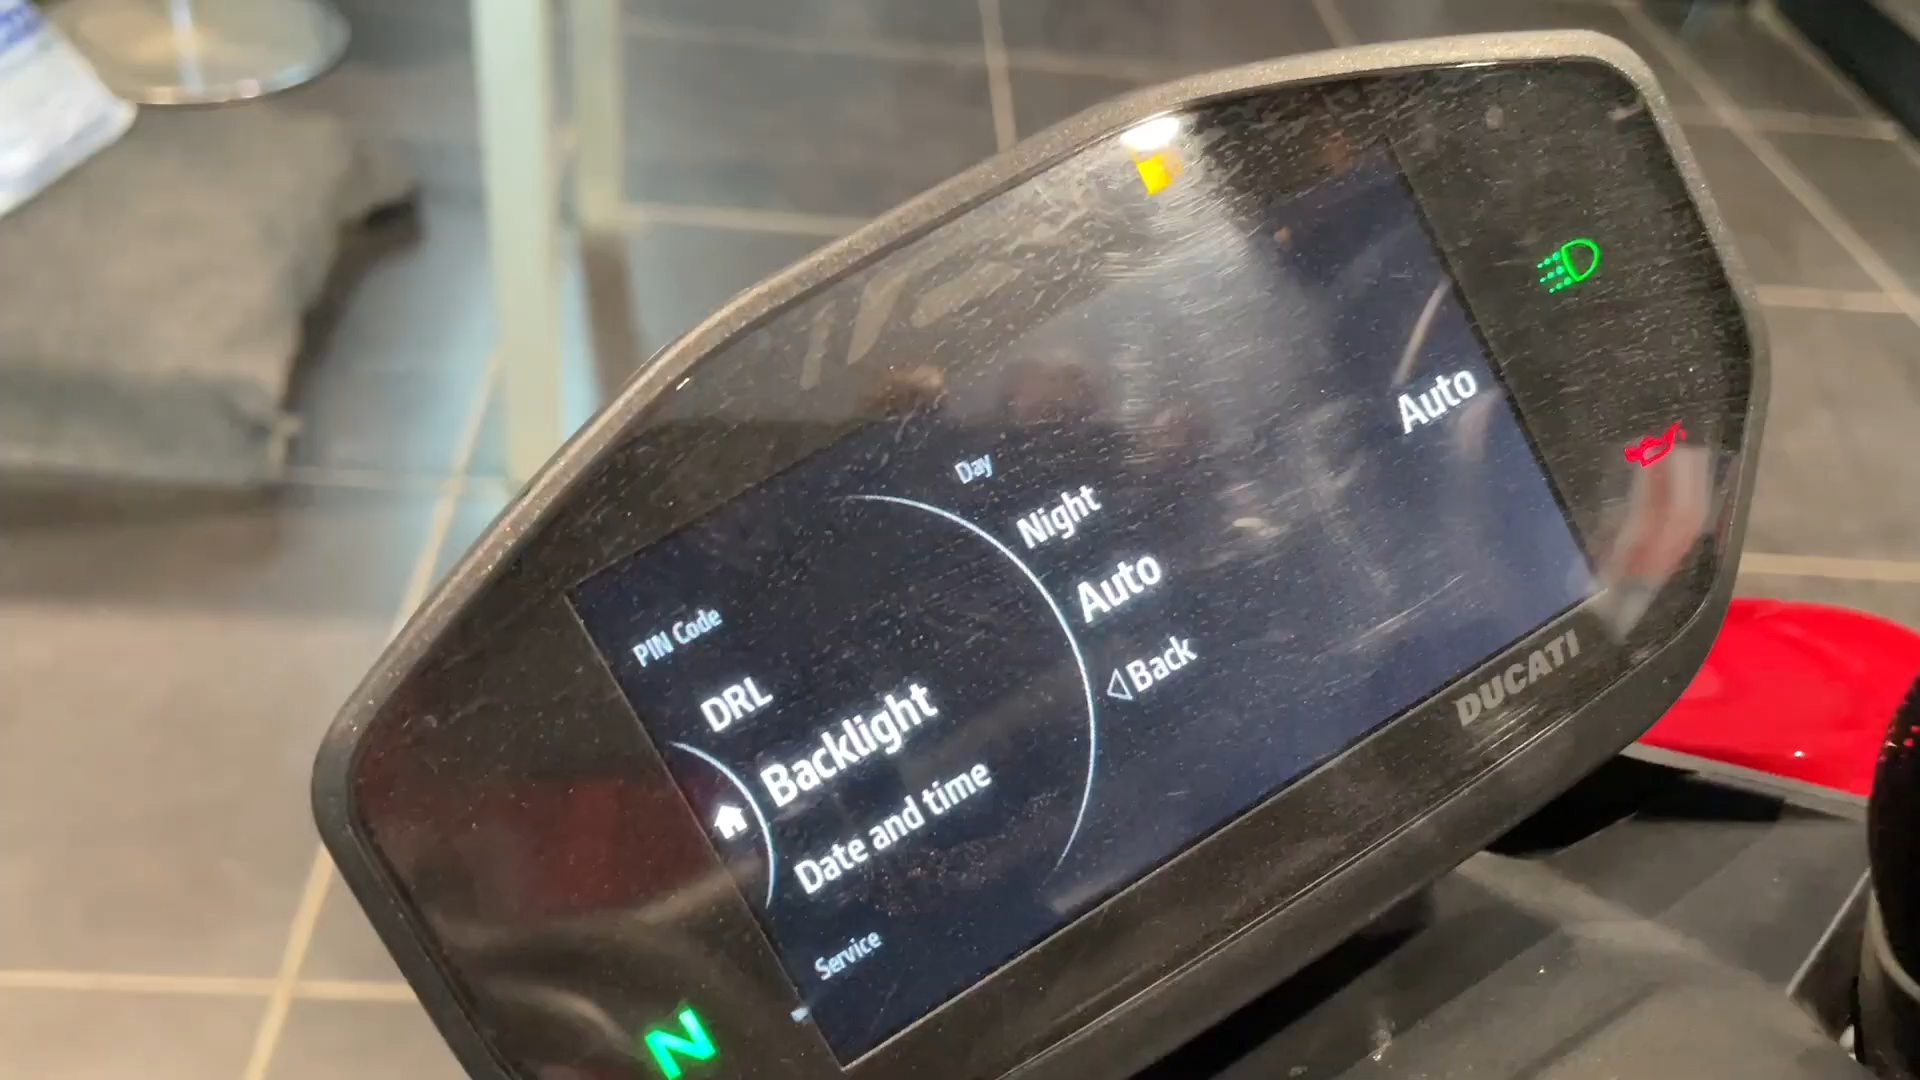 Day
Night
Auto
Back
Auto
PIN Code
DRL
Backlight
Date and time
Service
DUCATI
N